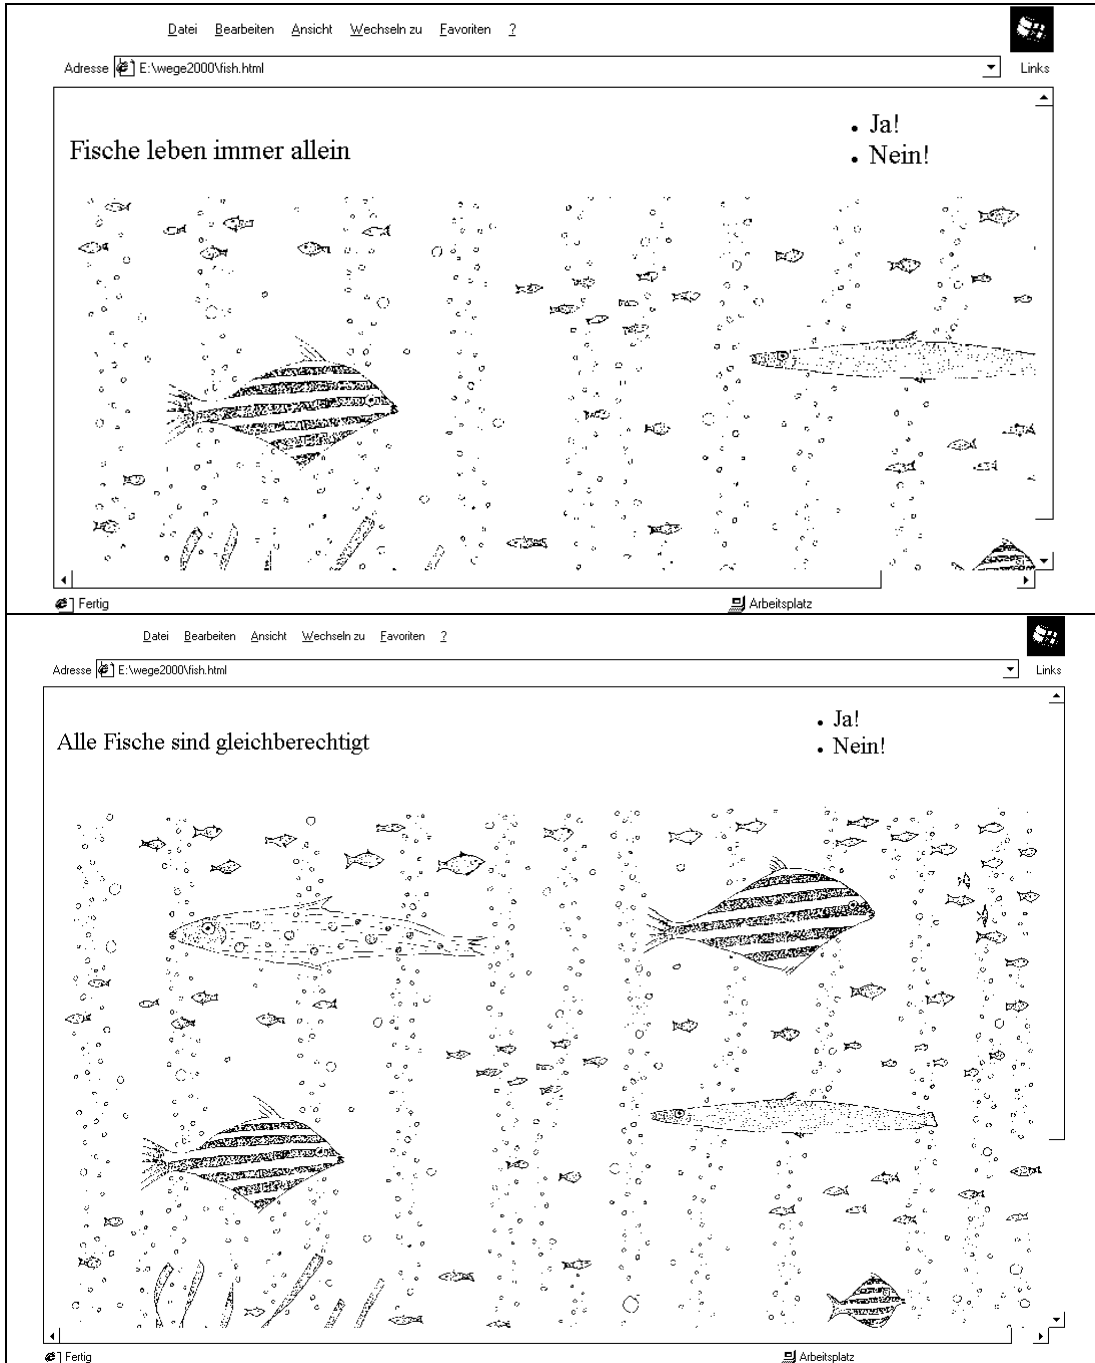 Datei Bearbeiten Ansicht Wechseln zu Favoriten ?
Adresse E:\wege2000\fish.html Links
Fische leben immer allein
• Ja!
• Nein!
Fertig Arbeitsplatz
Datei Bearbeiten Ansicht Wechseln zu Favoriten ?
Adresse E:\wege2000\fish.html Links
Alle Fische sind gleichberechtigt
• Ja!
• Nein!
Fertig Arbeitsplatz